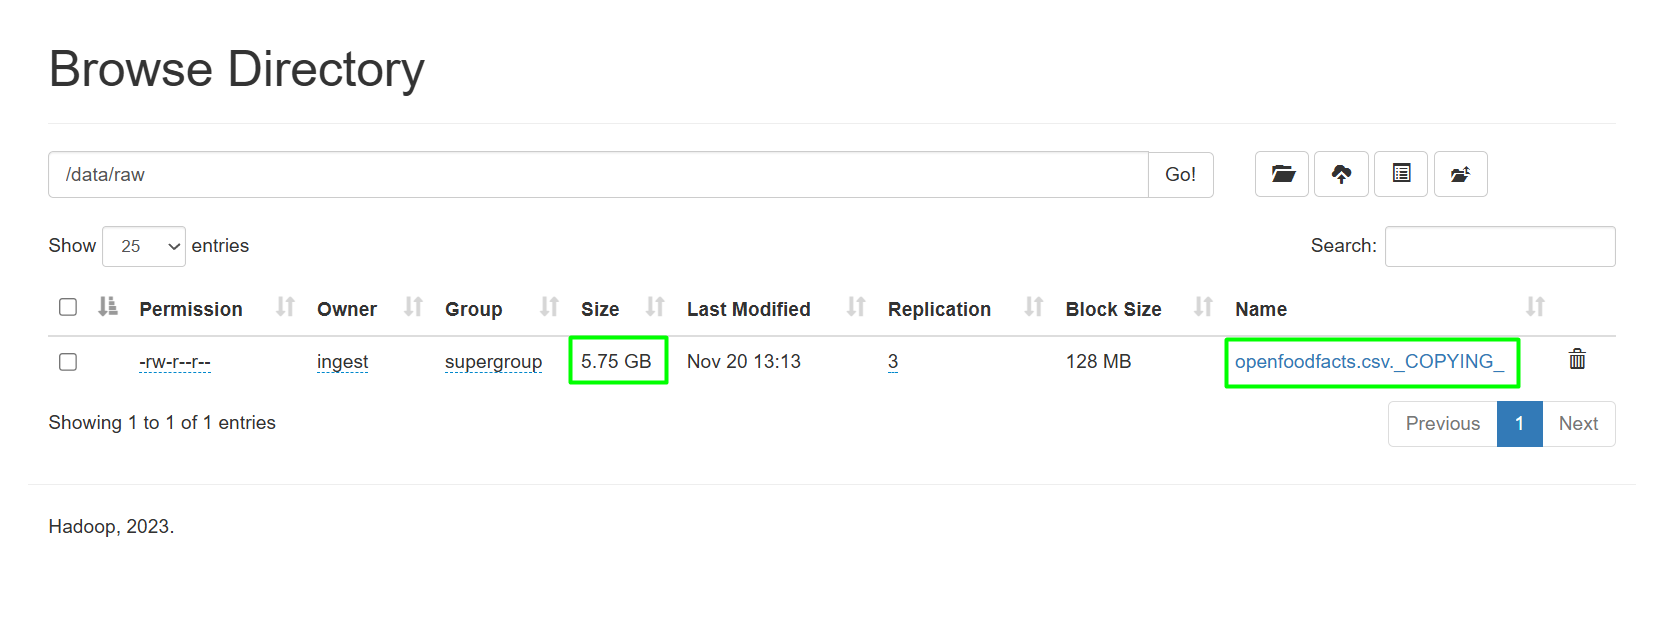 Browse Directory
/data/raw Go!
Show 25 entries Search:
Permission Owner Group Size Last Modified Replication Block Size Name
-rw-r--r-- ingest supergroup 5.75 GB Nov 20 13:13 3 128 MB openfoodfacts.csv._COPYING_
Showing 1 to 1 of 1 entries Previous 1 Next
Hadoop, 2023.